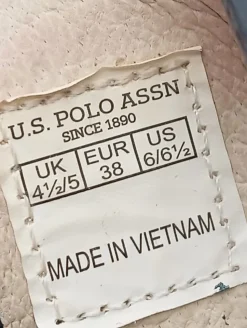 U.S. POLO ASSN
SINCE 1890
UK EUR US
4½/5 38 6/6½
MADE IN VIETNAM